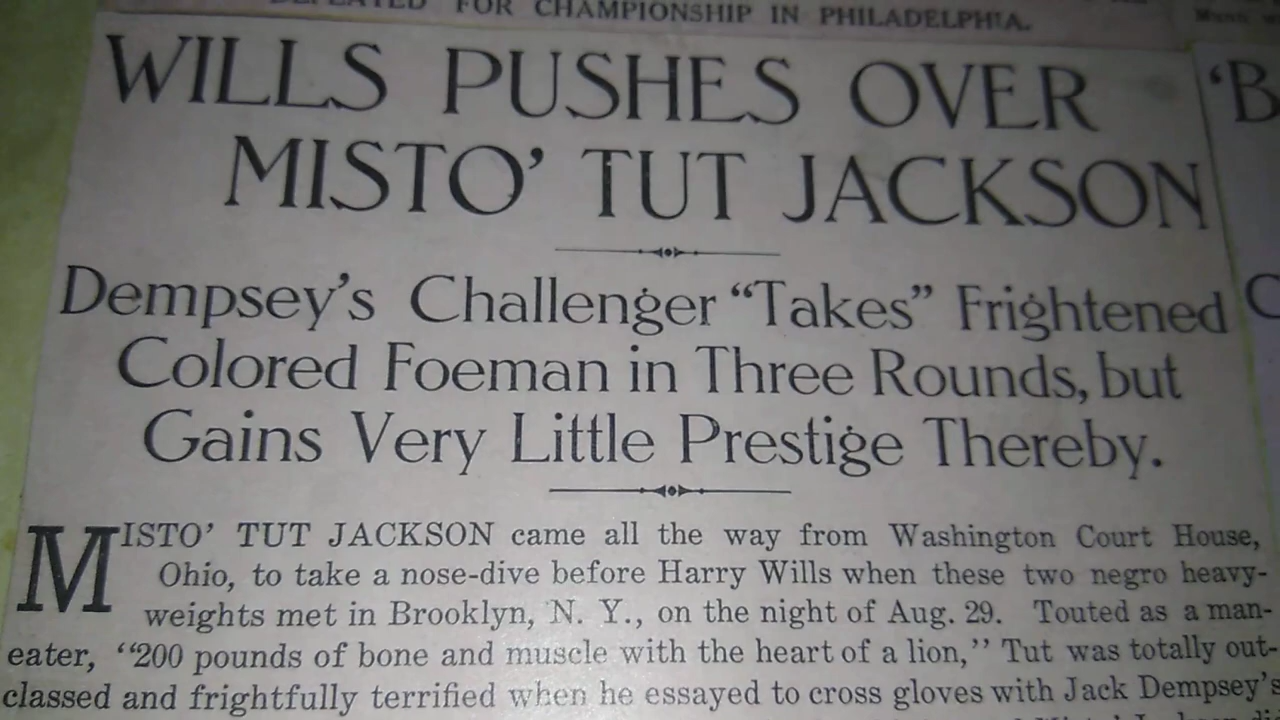 FOR CHAMPIONSHIP IN PHILADELPHIA.
WILLS PUSHES OVER
MISTO' TUT JACKSON
Dempsey's Challenger “Takes” Frightened
Colored Foeman in Three Rounds, but
Gains Very Little Prestige Thereby.
MISTO' TUT JACKSON came all the way from Washington Court House,
Ohio, to take a nose-dive before Harry Wills when these two negro heavy-
weights met in Brooklyn, N. Y., on the night of Aug. 29. Touted as a man-
eater, “200 pounds of bone and muscle with the heart of a lion,” Tut was totally out-
classed and frightfully terrified when he essayed to cross gloves with Jack Dempsey's
‘B
C